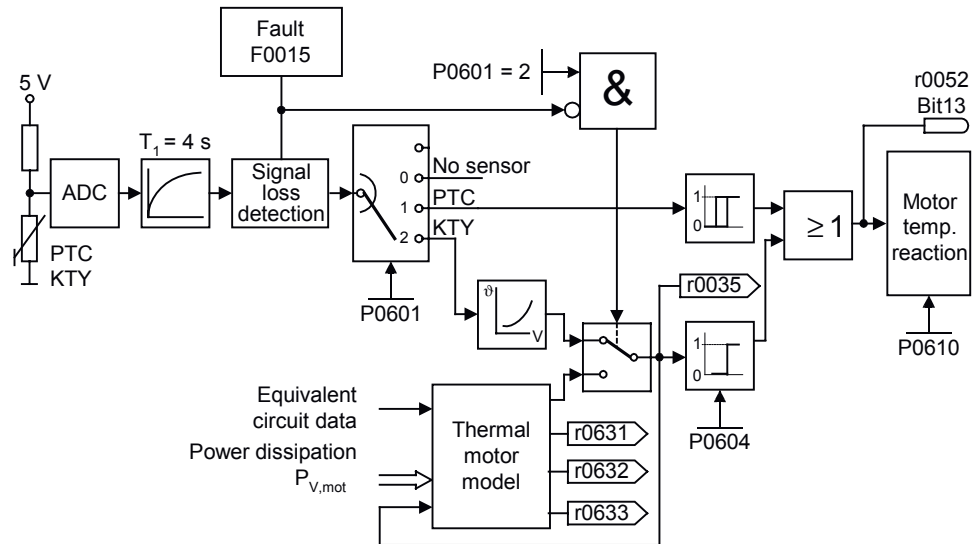 Fault
F0015
P0601 = 2
&
r0052
Bit13
5 V
T1 = 4 s
ADC
Signal
loss
detection
0
No sensor
1
PTC
2
KTY
1
0
≥1
Motor
temp.
reaction
PTC
KTY
P0601
ϑ
V
r0035
1
0
P0610
P0604
Equivalent
circuit data
Power dissipation
PV,mot
Thermal
motor
model
r0631
r0632
r0633